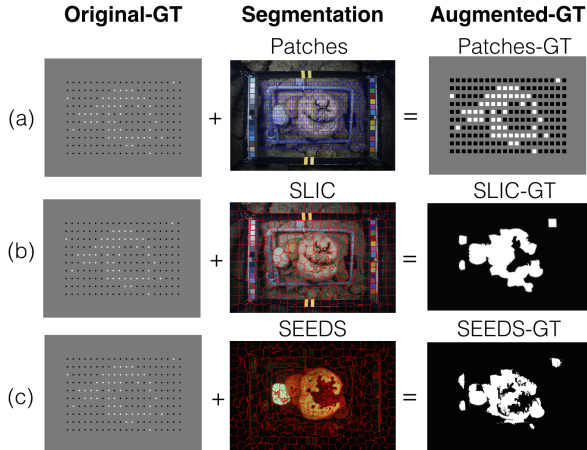 Original-GT Segmentation Augmented-GT
Patches Patches-GT
(a) + =
SLIC SLIC-GT
(b) + =
SEEDS SEEDS-GT
(c) + =